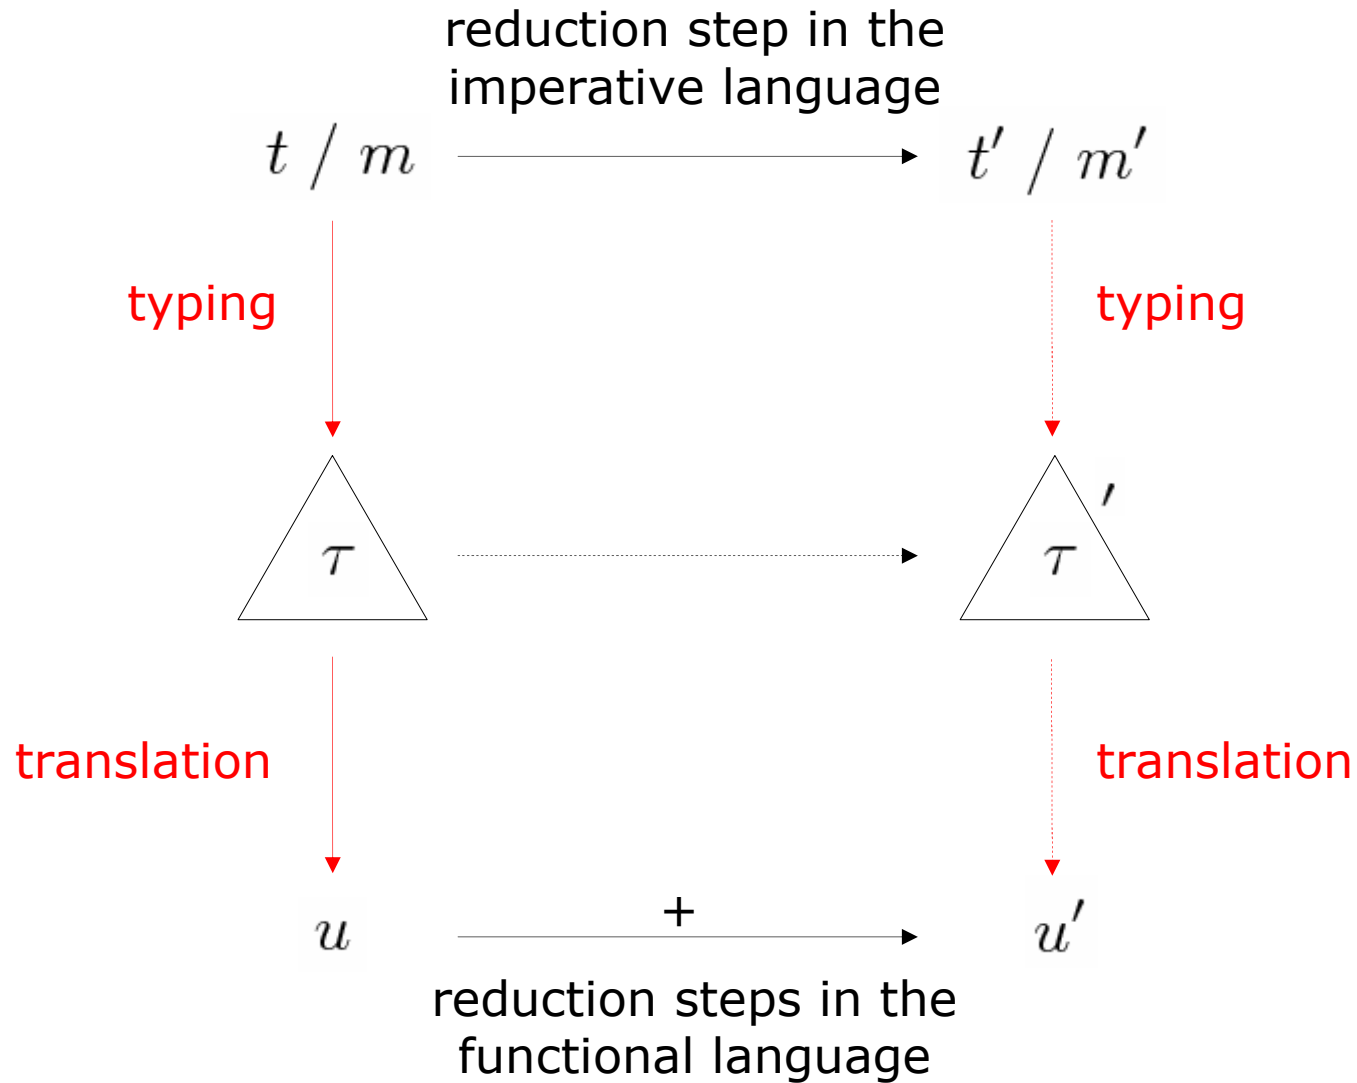 reduction step in the
imperative language
t / m
t′ / m′
typing
typing
τ
τ′
translation
translation
+
u
u′
reduction steps in the
functional language